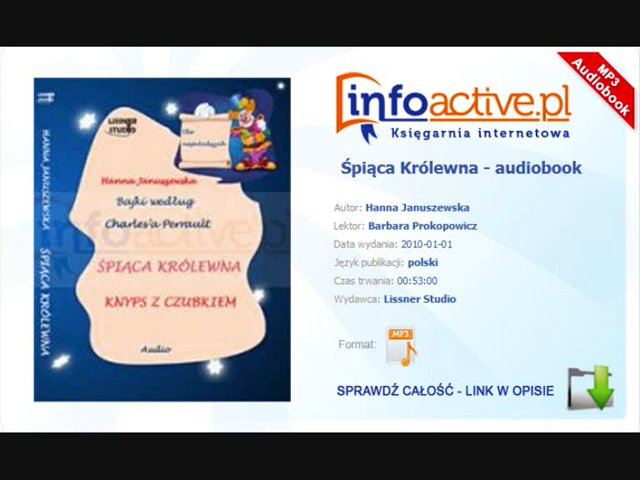 HANNA JANUSZEWSKA ŚPIĄCA KRÓLEWNA
LISSNER
STUDIO
Dla
najmłodszych
Hanna Januszewska
Bajki według
Charles'a Perrault
ŚPIĄCA KRÓLEWNA
KNYPS Z CZUBKIEM
Audio
infoactive.pl
infoactive.pl
Księgarnia internetowa
MP3
Audiobook
Śpiąca Królewna - audiobook
Autor: Hanna Januszewska
Lektor: Barbara Prokopowicz
Data wydania: 2010-01-01
Język publikacji: polski
Czas trwania: 00:53:00
Wydawca: Lissner Studio
Format:
MP3
SPRAWDŹ CAŁOŚĆ - LINK W OPISIE